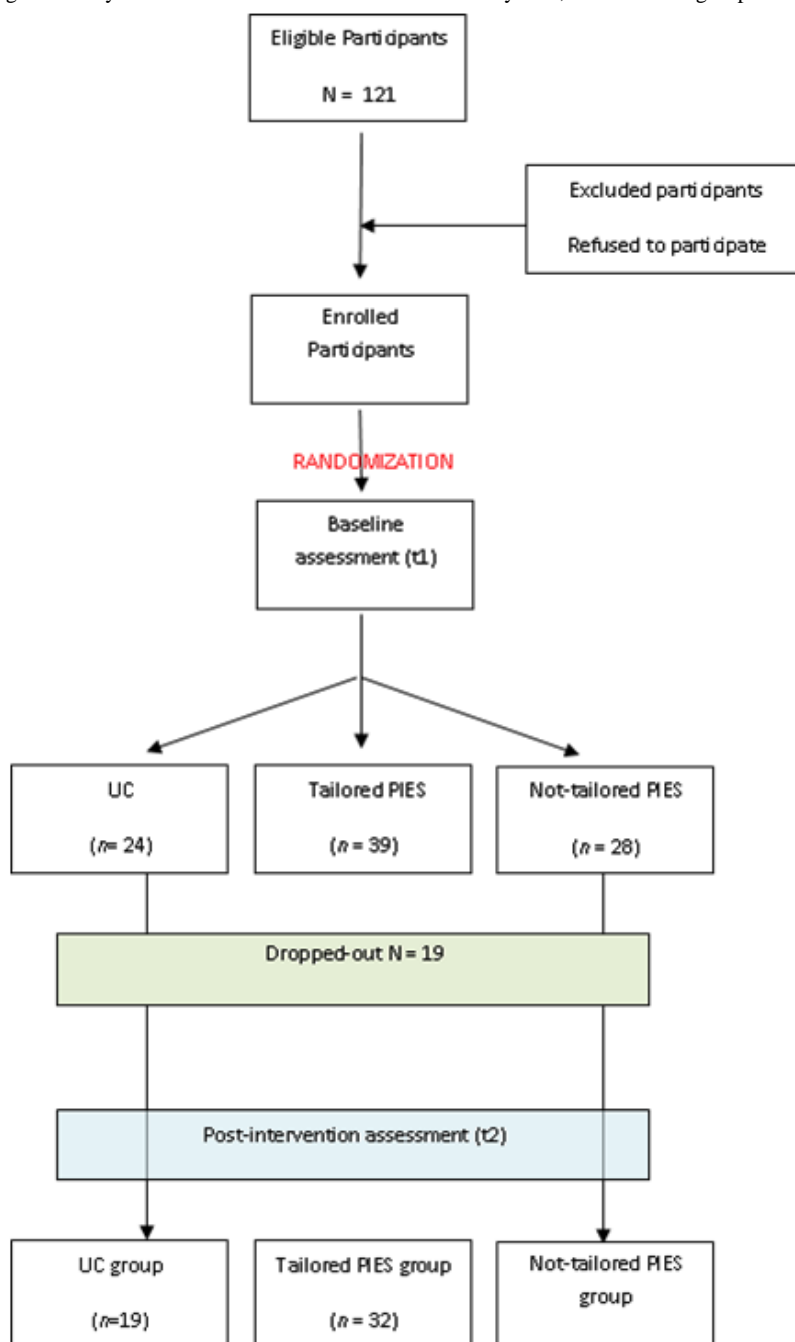 Eligible Participants
N = 121
Excluded participants
Refused to participate
Enrolled
Participants
RANDOMIZATION
Baseline
assessment (t1)
UC
(n= 24)
Tailored PIES
(n = 39)
Not-tailored PIES
(n = 28)
Dropped-out N = 19
Post-intervention assessment (t2)
UC group
(n=19)
Tailored PIES group
(n = 32)
Not-tailored PIES
group